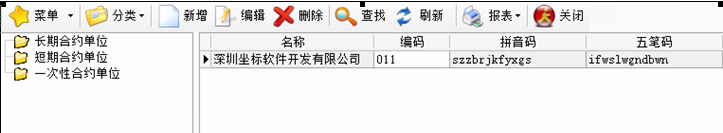 菜单 分类 新增 编辑 删除 查找 刷新 报表 关闭
长期合约单位
短期合约单位
一次性合约单位
名称 编码 拼音码 五笔码
深圳坐标软件开发有限公司 011 szzbrjkfyxgs ifwslwgndbwn